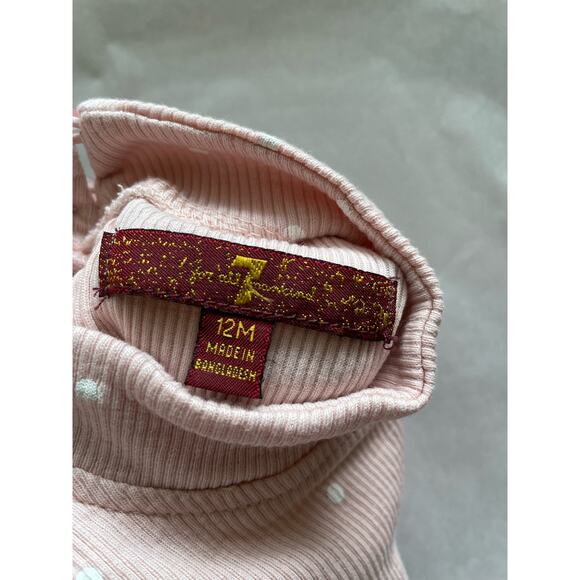 7
for all mankind
12M
MADE IN
BANGLADESH